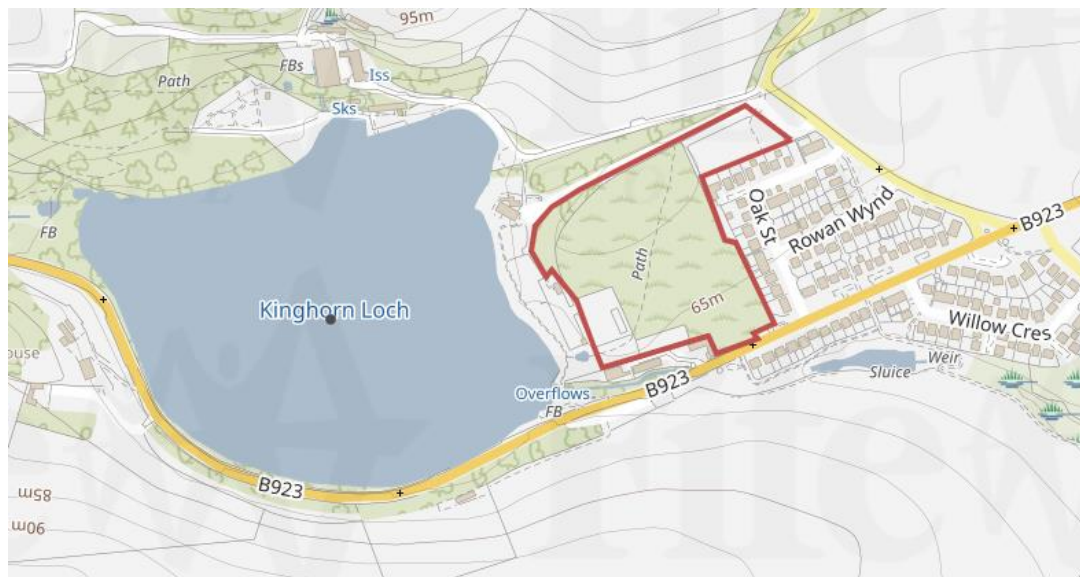 95m
FBs
Path
Iss
Sks
FB
Oak St
Rowan Wynd
B923
Path
65m
Kinghorn Loch
Willow Cres
ouse
Weir
Sluice
Overflows
B923
FB
B923
85m
90m